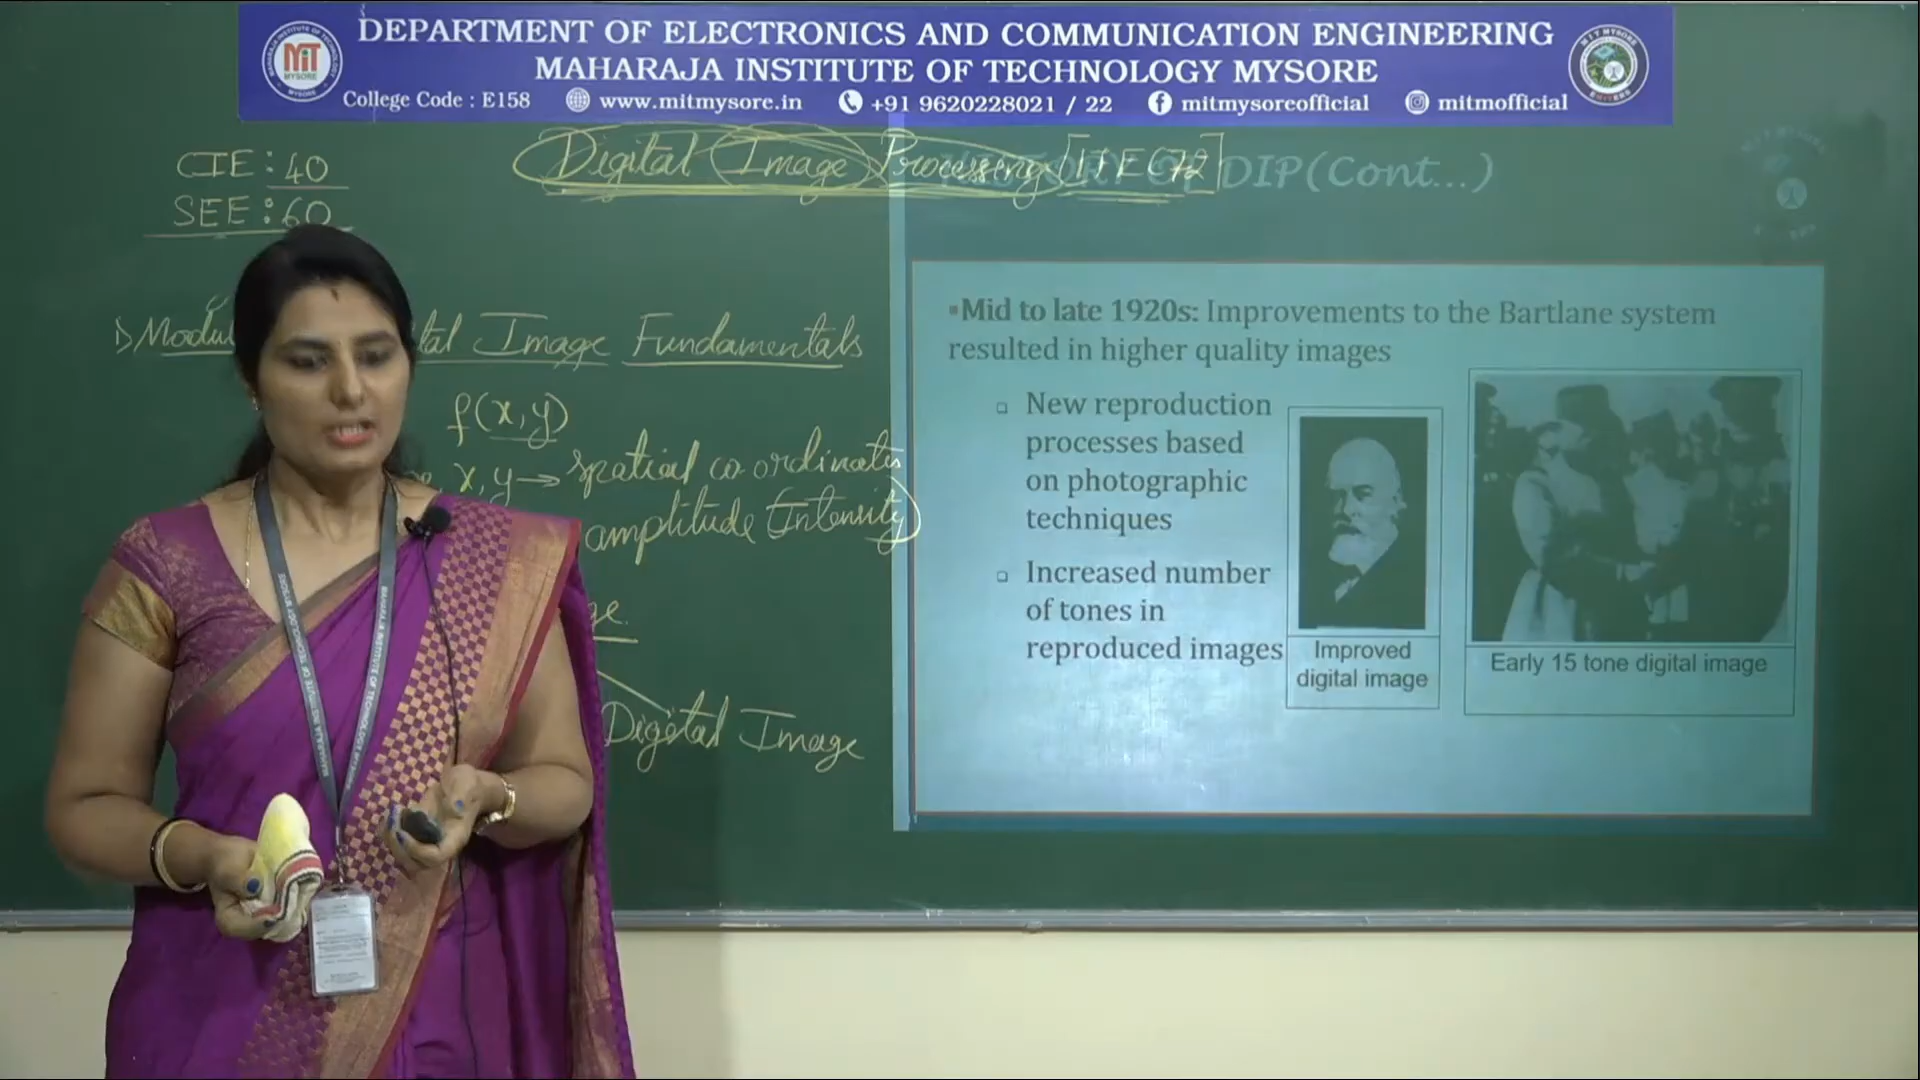 DEPARTMENT OF ELECTRONICS AND COMMUNICATION ENGINEERING
MAHARAJA INSTITUTE OF TECHNOLOGY MYSORE
College Code : E158 www.mitmysore.in +91 9620228021 / 22 mitmysoreofficial mitmofficial
MIT
MYSORE
CIE: 40
SEE: 60
Digital Image Processing
DIP(Cont...)
Image Fundamentals
f(x,y)
x,y → spatial co ordinates
amplitude (Intensity)
Digital Image
▪Mid to late 1920s: Improvements to the Bartlane system
resulted in higher quality images
New reproduction
processes based
on photographic
techniques
Increased number
of tones in
reproduced images
Improved
digital image
Early 15 tone digital image